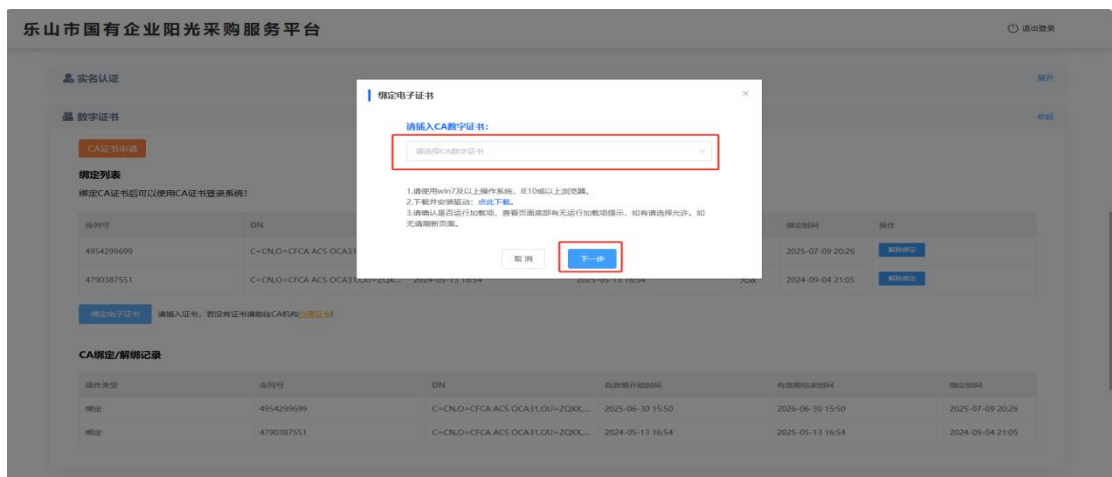 乐山市国有企业阳光采购服务平台
退出登录
实名认证
展开
数字证书
收起
CA证书申请
绑定列表
绑定CA证书后可以使用CA证书登录系统!
序列号 DN 绑定时间 操作
4954299699 C=CN,O=CFCA ACS OCA31 2025-07-09 20:26 解除绑定
4790387551 C=CN,O=CFCA ACS OCA31,OU=ZQXX,... 2024-05-13 16:54 2025-05-13 16:54 无效 2024-09-04 21:05 解除绑定
绑定电子证书 请插入证书，若没有证书请前往CA机构办理证书!
绑定电子证书
请插入CA数字证书：
请选择CA数字证书
1.请使用win7及以上操作系统，IE10或以上浏览器。
2.下载并安装驱动：点此下载。
3.请确认是否运行加载项，查看页面底部有无运行加载项提示，如有请选择允许。如
无请刷新页面。
取消 下一步
CA绑定/解绑记录
操作类型 序列号 DN 有效期开始时间 有效期结束时间 绑定时间
绑定 4954299699 C=CN,O=CFCA ACS OCA31,OU=ZQXX,... 2025-06-30 15:50 2026-06-30 15:50 2025-07-09 20:26
绑定 4790387551 C=CN,O=CFCA ACS OCA31,OU=ZQXX,... 2024-05-13 16:54 2025-05-13 16:54 2024-09-04 21:05